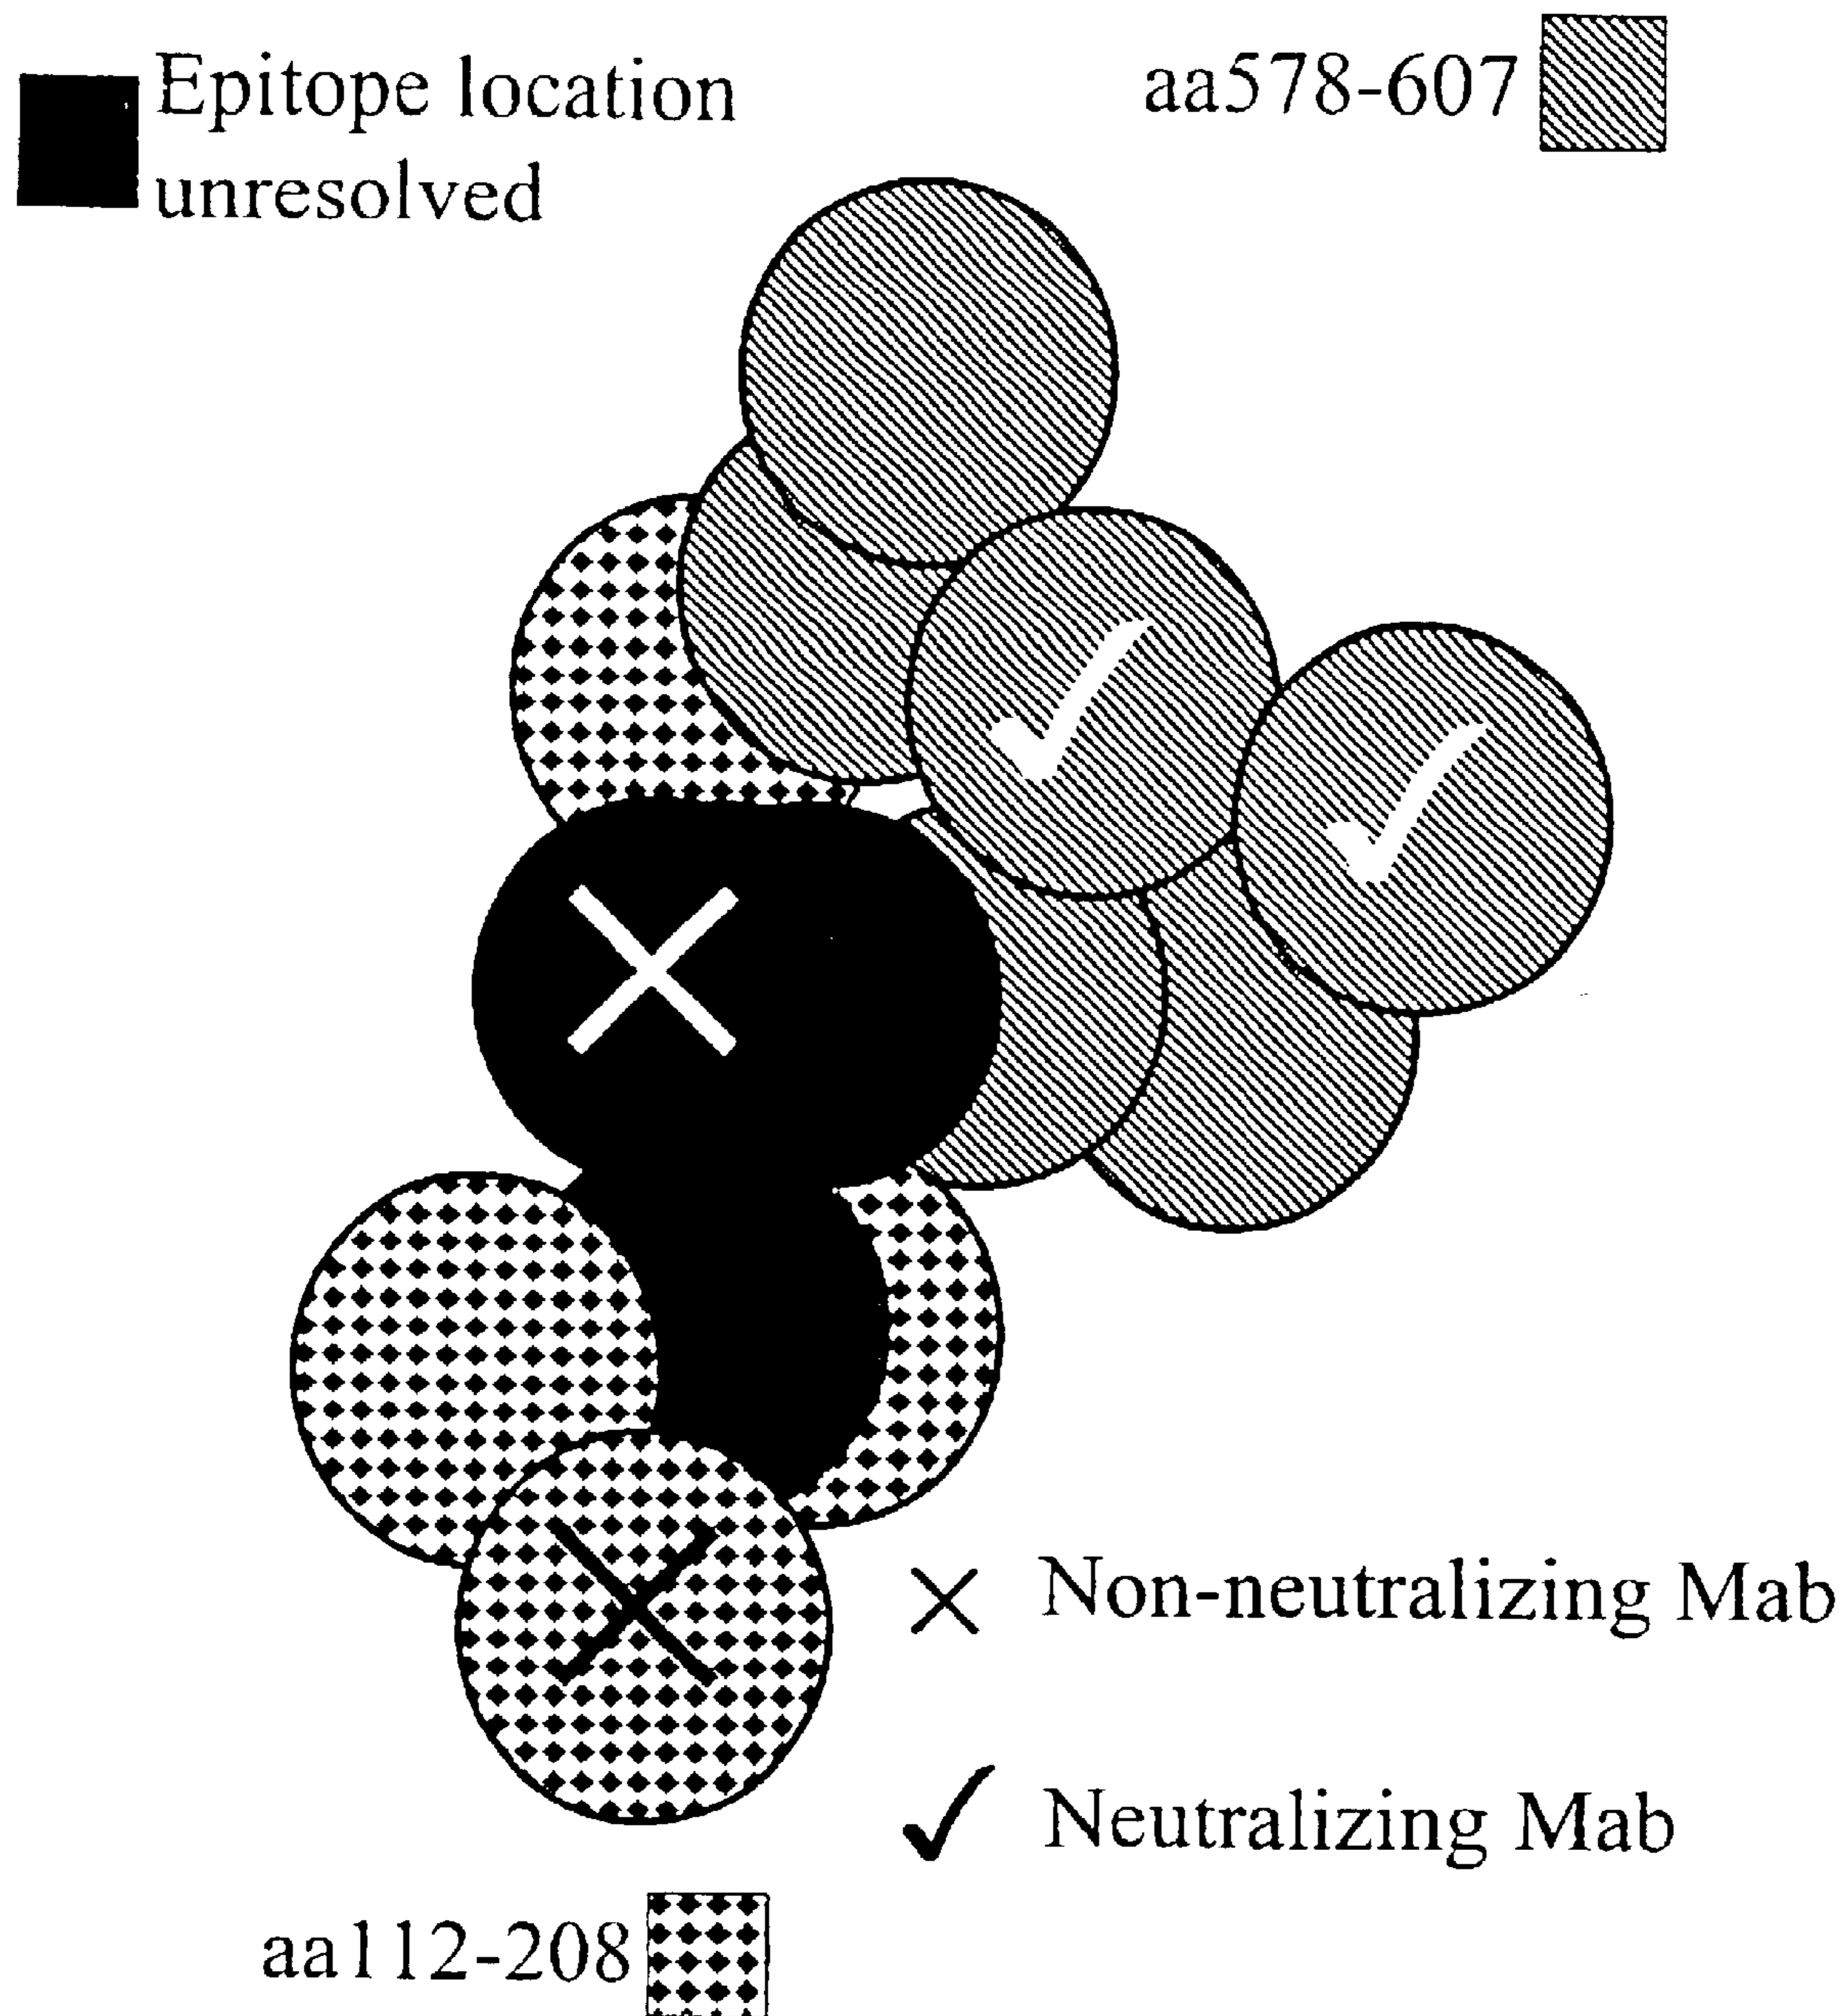 Epitope location
unresolved
aa578-607
Non-neutralizing Mab
Neutralizing Mab
aa112-208